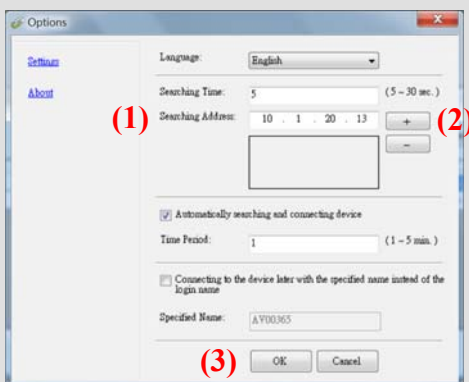 Options
Settings
About
Language: English
Searching Time: 5 (5 ~ 30 sec.)
(1) Searching Address: 10 . 1 . 20 . 13 + (2)
−
Automatically searching and connecting device
Time Period: 1 (1 ~ 5 min.)
Connecting to the device later with the specified name instead of the
login name
Specified Name: AV00365
(3) OK Cancel